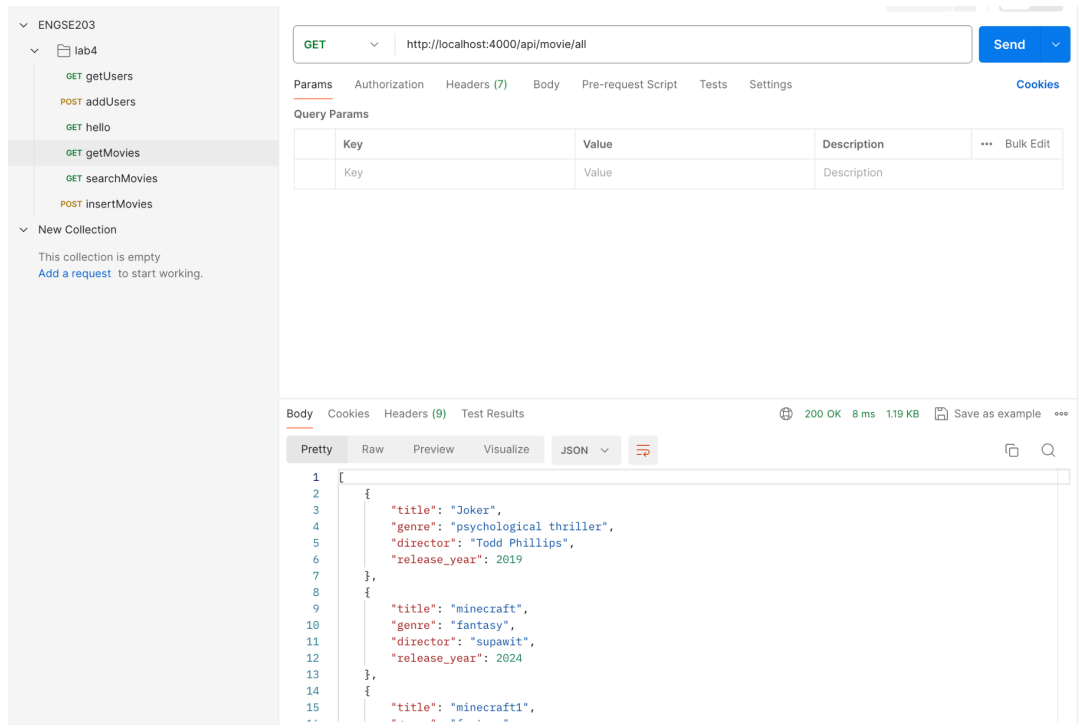 ENGSE203
lab4
GET getUsers
POST addUsers
GET hello
GET getMovies
GET searchMovies
POST insertMovies
New Collection
This collection is empty
Add a request to start working.
GET http://localhost:4000/api/movie/all Send
Params Authorization Headers (7) Body Pre-request Script Tests Settings Cookies
Query Params
Key Value Description ••• Bulk Edit
Key Value Description
Body Cookies Headers (9) Test Results 200 OK 8 ms 1.19 KB Save as example •••
Pretty Raw Preview Visualize JSON
1 [
2 {
3 "title": "Joker",
4 "genre": "psychological thriller",
5 "director": "Todd Phillips",
6 "release_year": 2019
7 },
8 {
9 "title": "minecraft",
10 "genre": "fantasy",
11 "director": "supawit",
12 "release_year": 2024
13 },
14 {
15 "title": "minecraft1",